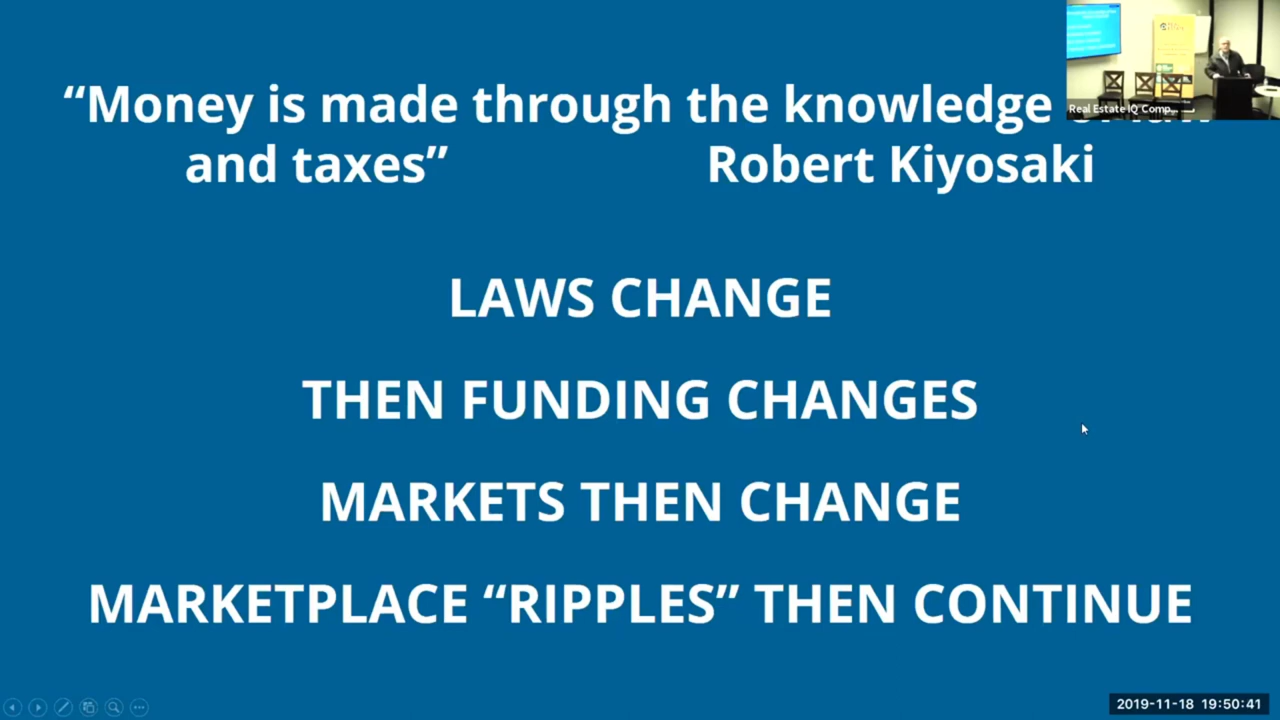 “Money is made through the knowledge
and taxes” Robert Kiyosaki
LAWS CHANGE
THEN FUNDING CHANGES
MARKETS THEN CHANGE
MARKETPLACE “RIPPLES” THEN CONTINUE
Real Estate IQ Comp...
2019-11-18 19:50:41